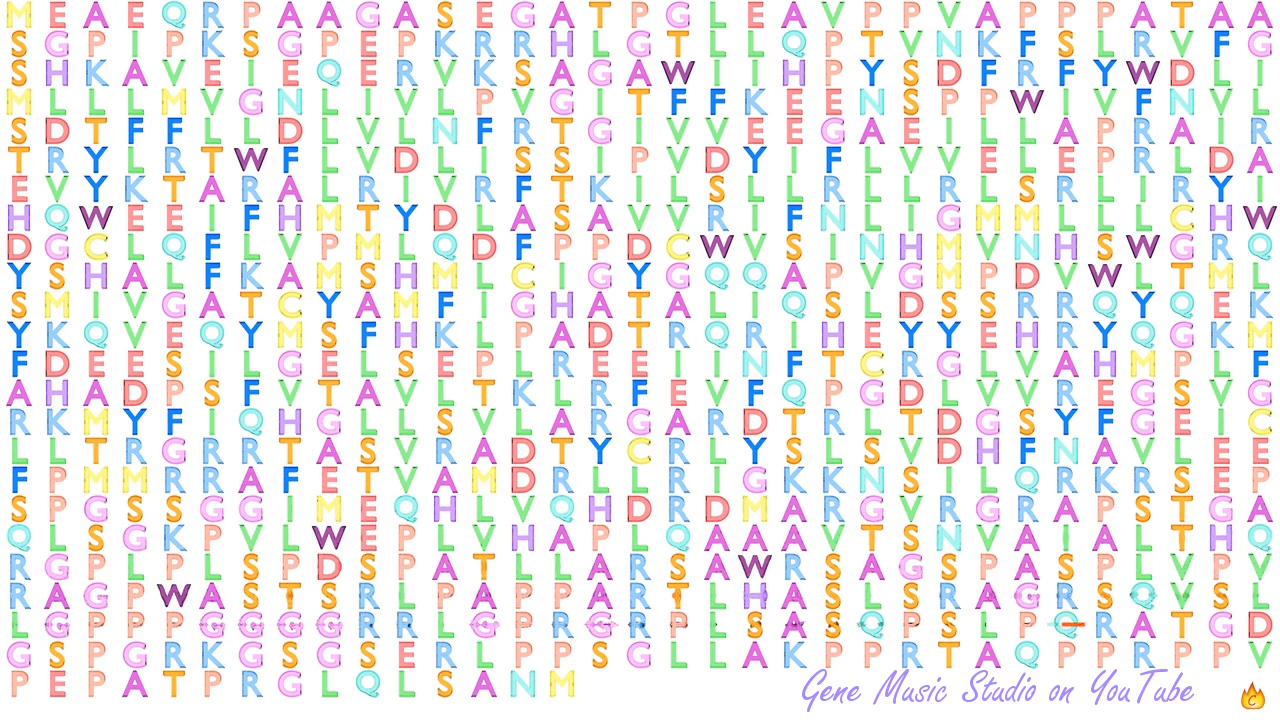 MEAEQRPAAGASEGATPGLEAVPPVAPPPATAA
SGPIPKSGPEPKRRHLGTLLQPTVNKFSLRVFG
SHKAVEIEQERVKSAGAWIIHPYSDFRFYWDLI
MLLLMVGNLIVLPVGITFFKEENSPPWIVFNVL
SDTFFLLDLVLNFRTGIVVEEGAEILLAPRAIR
TRYLRTWFLVDLISSIPVDYIFLVVELEPRLDA
EVYKTARALRIVRFTKILSLLRLLRLSRLIRYI
HQWEEIFHMTYDLASAVVRIFNLIGMMLLLCHW
DGCLQFLVPMLQDFPPDCWVSINHMVNHSWGRQ
YSHALFKAMSHMLCIGYGQQAPVGMPDVWLTML
SMIVGATCYAMFIGHATALIQSLDSSRRQYQEK
YKQVEQYMSFHKLPADTRQRIHEYYEHRYQGKM
FDEESILGELSEPLREEIINFTCRGLVAHMPLF
AHADPSFVTAVLTKLRFEVFQPGDLVVREGSVG
RKMYFIQHGLLSVLARGARDTRLTDGSYFGEIC
LLTRGRRTASVRADTYCRLYSLSVDHFNAVLEE
FPMMRRAFETVAMDRLLRIGKKNSILQRKRSEP
SPGSSGGIMEQHLVQHDRDMARGVRGRAPSTGA
QLSGKPVLWEPLVHAPLQAAAVTSNVAIALTHQ
RGPLPLSPDSPATLLARSAWRSAGSPASPLVPV
RAGPWASTSRLPAPPARTLHASLSRAGRSQVSL
LGPPPGGGGRRLGPRGRPLSASQPSLPQRATGD
GSPGRKGSGSERLPPSGLLAKPPRTAQPPRPPV
PEPATPRGLQLSANM
Gene Music Studio on YouTube